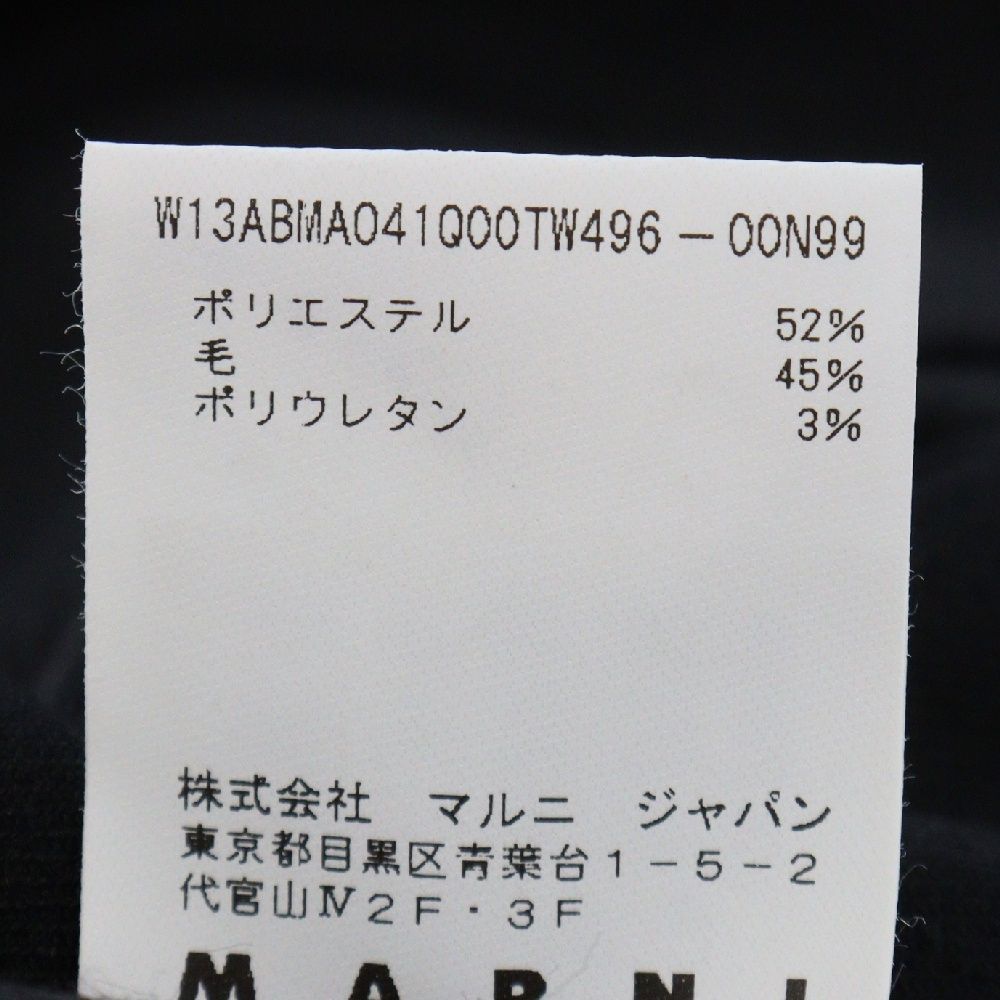 W13ABMA041Q00TW496-00N99
ポリエステル 52%
毛 45%
ポリウレタン 3%
株式会社 マルニ ジャパン
東京都目黒区青葉台1-5-2
代官山Ⅳ2F・3F
MARNI